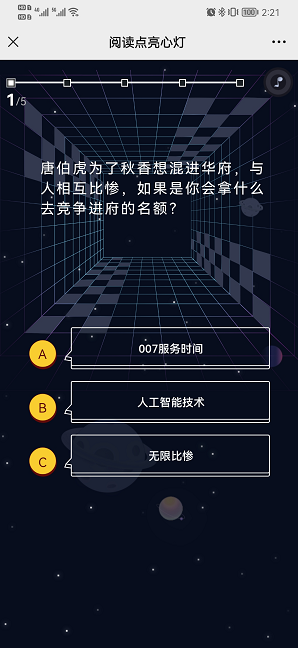 2:21
阅读点亮心灯
1/5
唐伯虎为了秋香想混进华府，与
人相互比惨，如果是你会拿什么
去竞争进府的名额？
A
007服务时间
B
人工智能技术
C
无限比惨